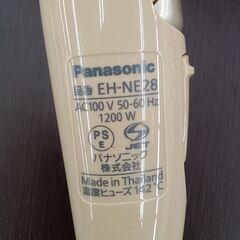 Panasonic
品番 EH-NE28
AC100 V 50-60 Hz
1200 W
PS
E
JET
パナソニック
株式会社
Made in Thailand
温度ヒューズ 142℃